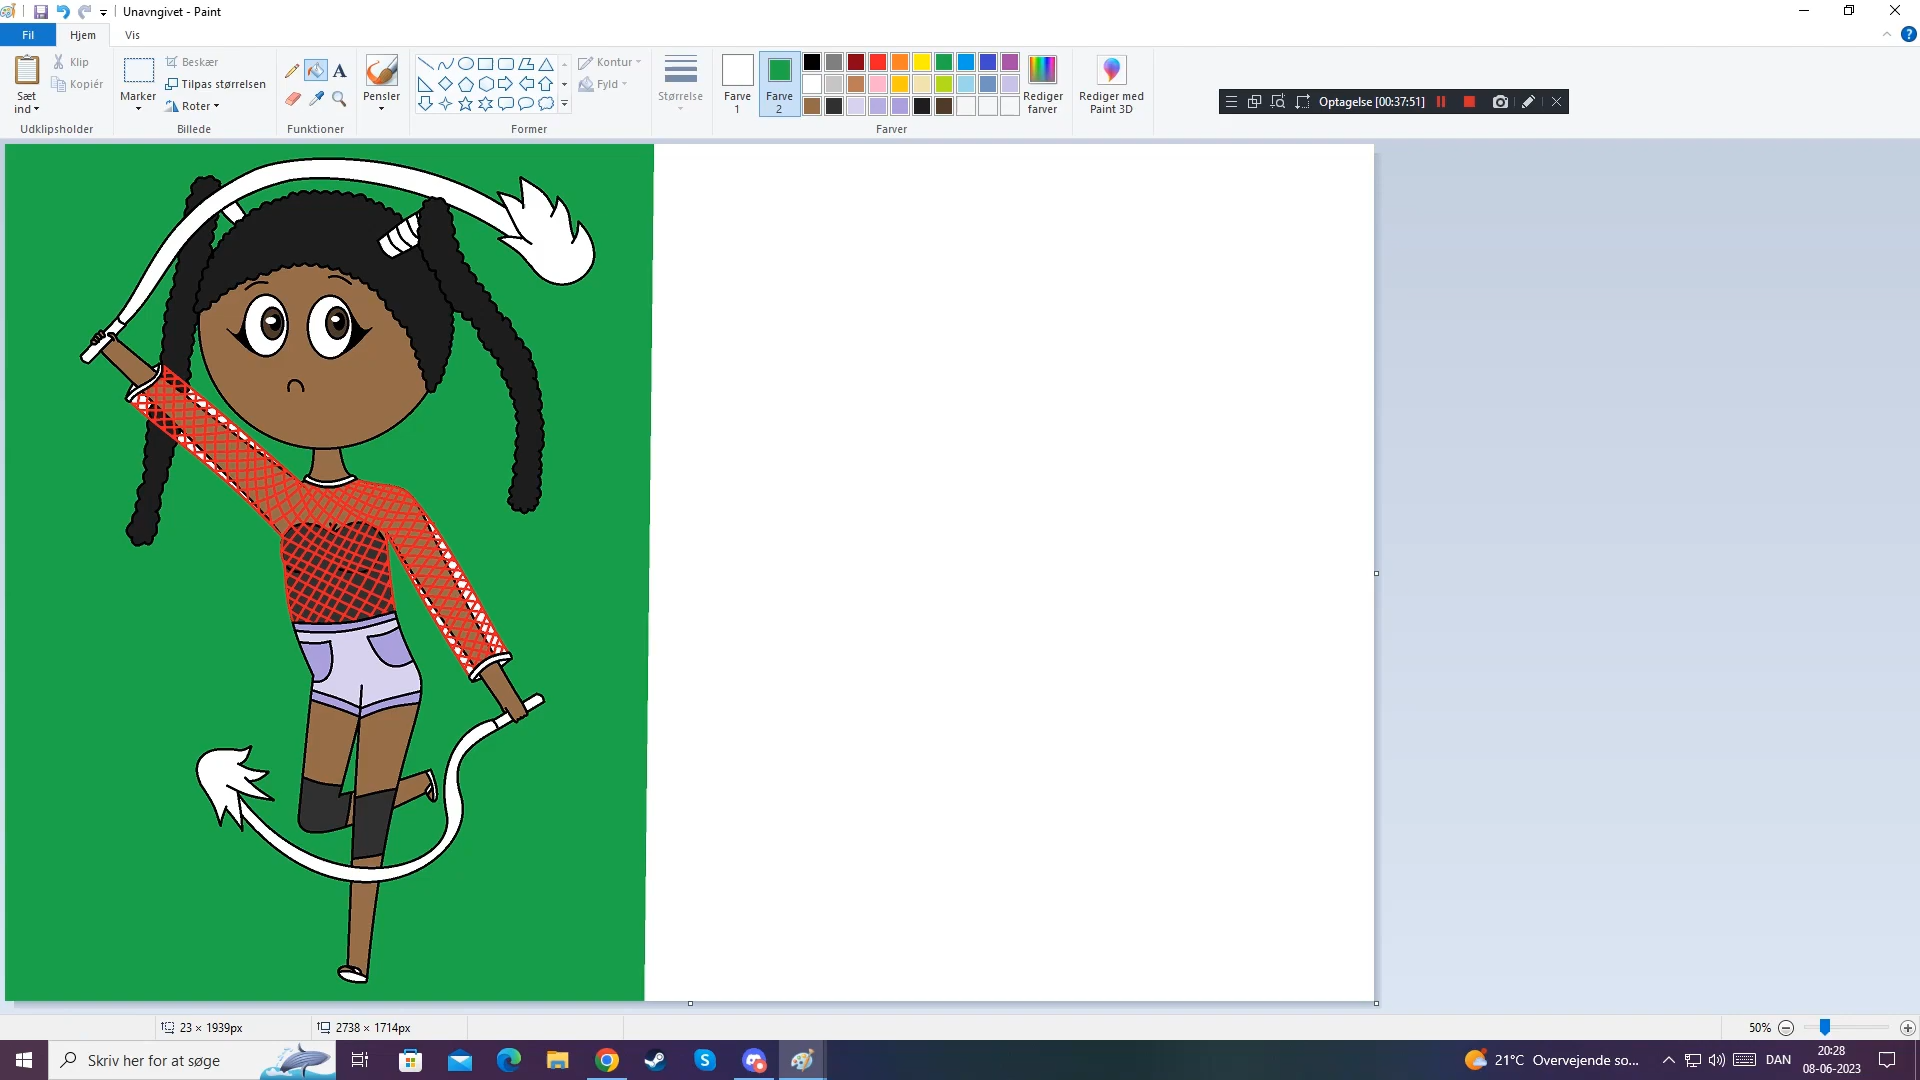 Unavngivet - Paint
Fil Hjem Vis
Sæt ind
Klip
Kopiér
Udklipsholder
Marker
Beskær
Tilpas størrelsen
Roter
Billede
A
Funktioner
Pensler
Kontur
Fyld
Former
Størrelse
Farve 1
Farve 2
Rediger farver
Farver
Rediger med Paint 3D
Optagelse [00:37:51]
23 × 1939px
2738 × 1714px
50%
Skriv her for at søge
21°C Overvejende so...
DAN
20:28
08-06-2023